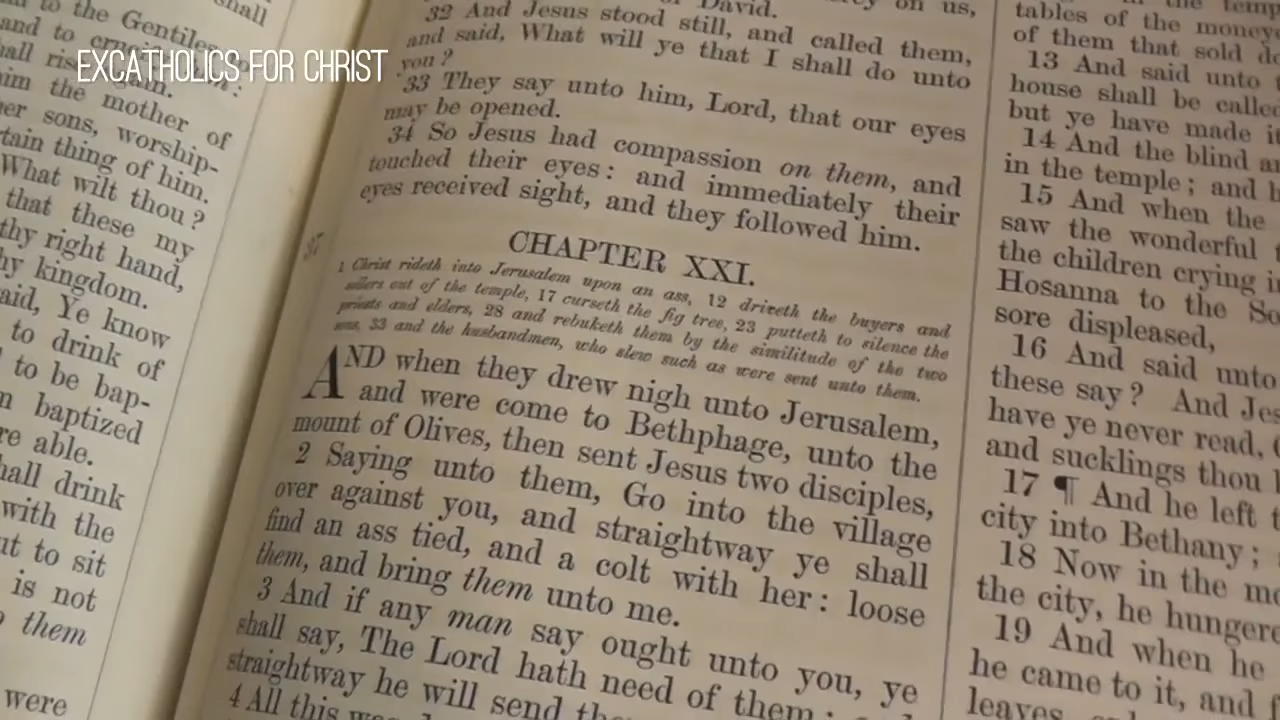 EXCATHOLICS FOR CHRIST
to the Gentiles
shall
and to
him the mother of
sons, worship-
tain thing of him.
What wilt thou?
that these my
thy right hand,
kingdom.
Ye know
to drink of
to be bap-
baptized
able.
drink
with the
to sit
is not
them
were
David.
on us,
32 And Jesus stood still, and called them,
and said, What will ye that I shall do unto
you?
33 They say unto him, Lord, that our eyes
may be opened.
34 So Jesus had compassion on them, and
touched their eyes: and immediately their
eyes received sight, and they followed him.
CHAPTER XXI.
1 Christ rideth into Jerusalem upon an ass, 12 driveth the buyers and
sellers out of the temple, 17 curseth the fig tree, 23 putteth to silence the
priests and elders, 28 and rebuketh them by the similitude of the two
sons, 33 and the husbandmen, who slew such as were sent unto them.
AND when they drew nigh unto Jerusalem,
and were come to Bethphage, unto the
mount of Olives, then sent Jesus two disciples,
2 Saying unto them, Go into the village
over against you, and straightway ye shall
find an ass tied, and a colt with her: loose
them, and bring them unto me.
3 And if any man say ought unto you, ye
shall say, The Lord hath need of them;
straightway he will send
4 All this
the
tables of the
of them that sold
13 And said unto
house shall be called
but ye have made
14 And the blind
in the temple; and
15 And when the
saw the wonderful
the children crying
Hosanna to the
sore displeased,
16 And said unto
these say? And
have ye never read,
and sucklings thou
17 ¶ And he left
city into Bethany;
18 Now in the
the city, he
19 And when he
he came to it, and
leaves